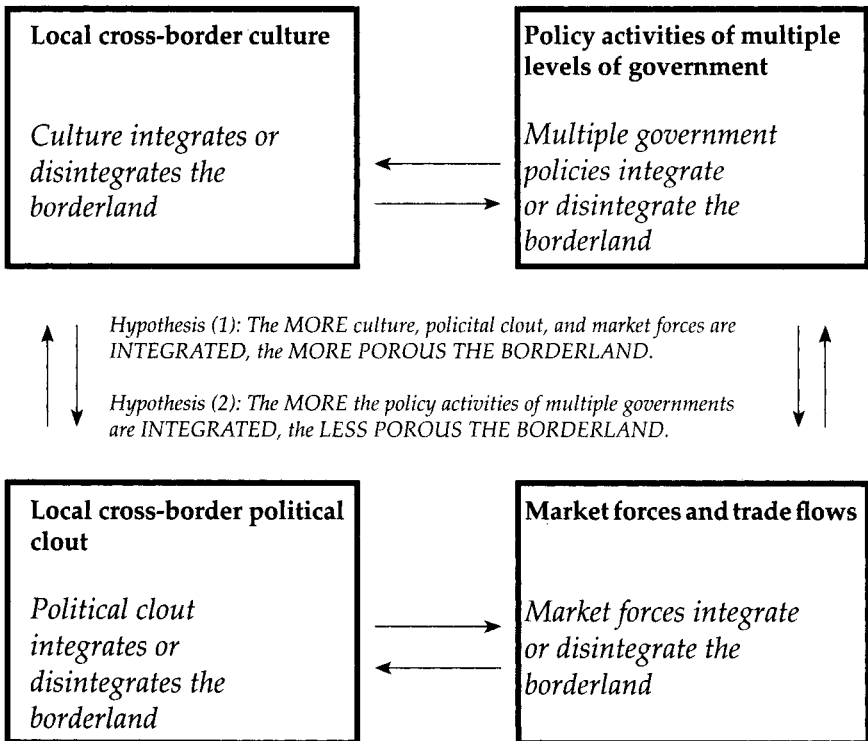 Local cross-border culture
Culture integrates or
disintegrates the
borderland
Policy activities of multiple
levels of government
Multiple government
policies integrate
or disintegrate the
borderland
Hypothesis (1): The MORE culture, policital clout, and market forces are
INTEGRATED, the MORE POROUS THE BORDERLAND.
Hypothesis (2): The MORE the policy activities of multiple governments
are INTEGRATED, the LESS POROUS THE BORDERLAND.
Local cross-border political
clout
Political clout
integrates or
disintegrates the
borderland
Market forces and trade flows
Market forces integrate
or disintegrate the
borderland